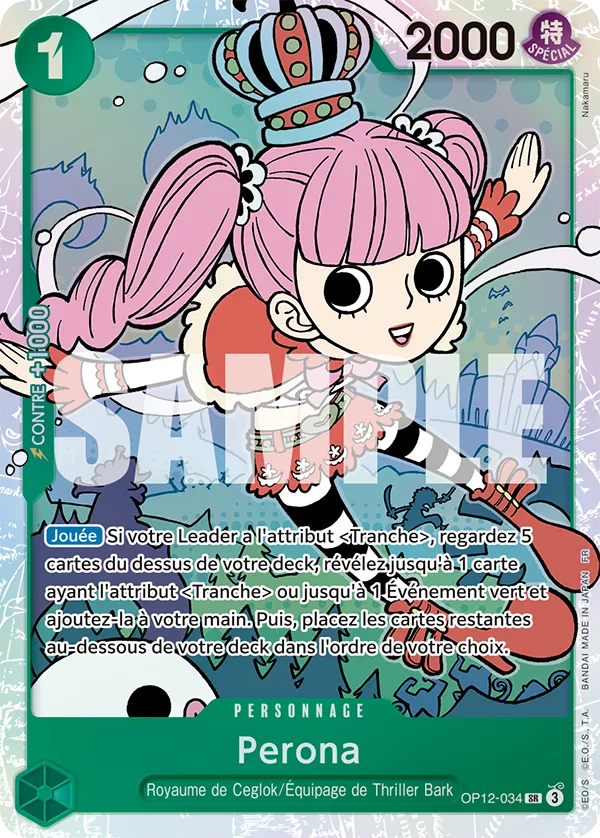 1
2000
特
SPÉCIAL
Nakamaru
CONTRE +1000
SAMPLE
Jouée Si votre Leader a l'attribut <Tranche>, regardez 5
cartes du dessus de votre deck, révélez jusqu'à 1 carte
ayant l'attribut <Tranche> ou jusqu'à 1 Événement vert et
ajoutez-la à votre main. Puis, placez les cartes restantes
au-dessous de votre deck dans l'ordre de votre choix.
PERSONNAGE
Perona
Royaume de Ceglok/Équipage de Thriller Bark
OP12-034 SR 3
©E.O/S ©E.O./S., T.A. BANDAI MADE IN JAPAN FR